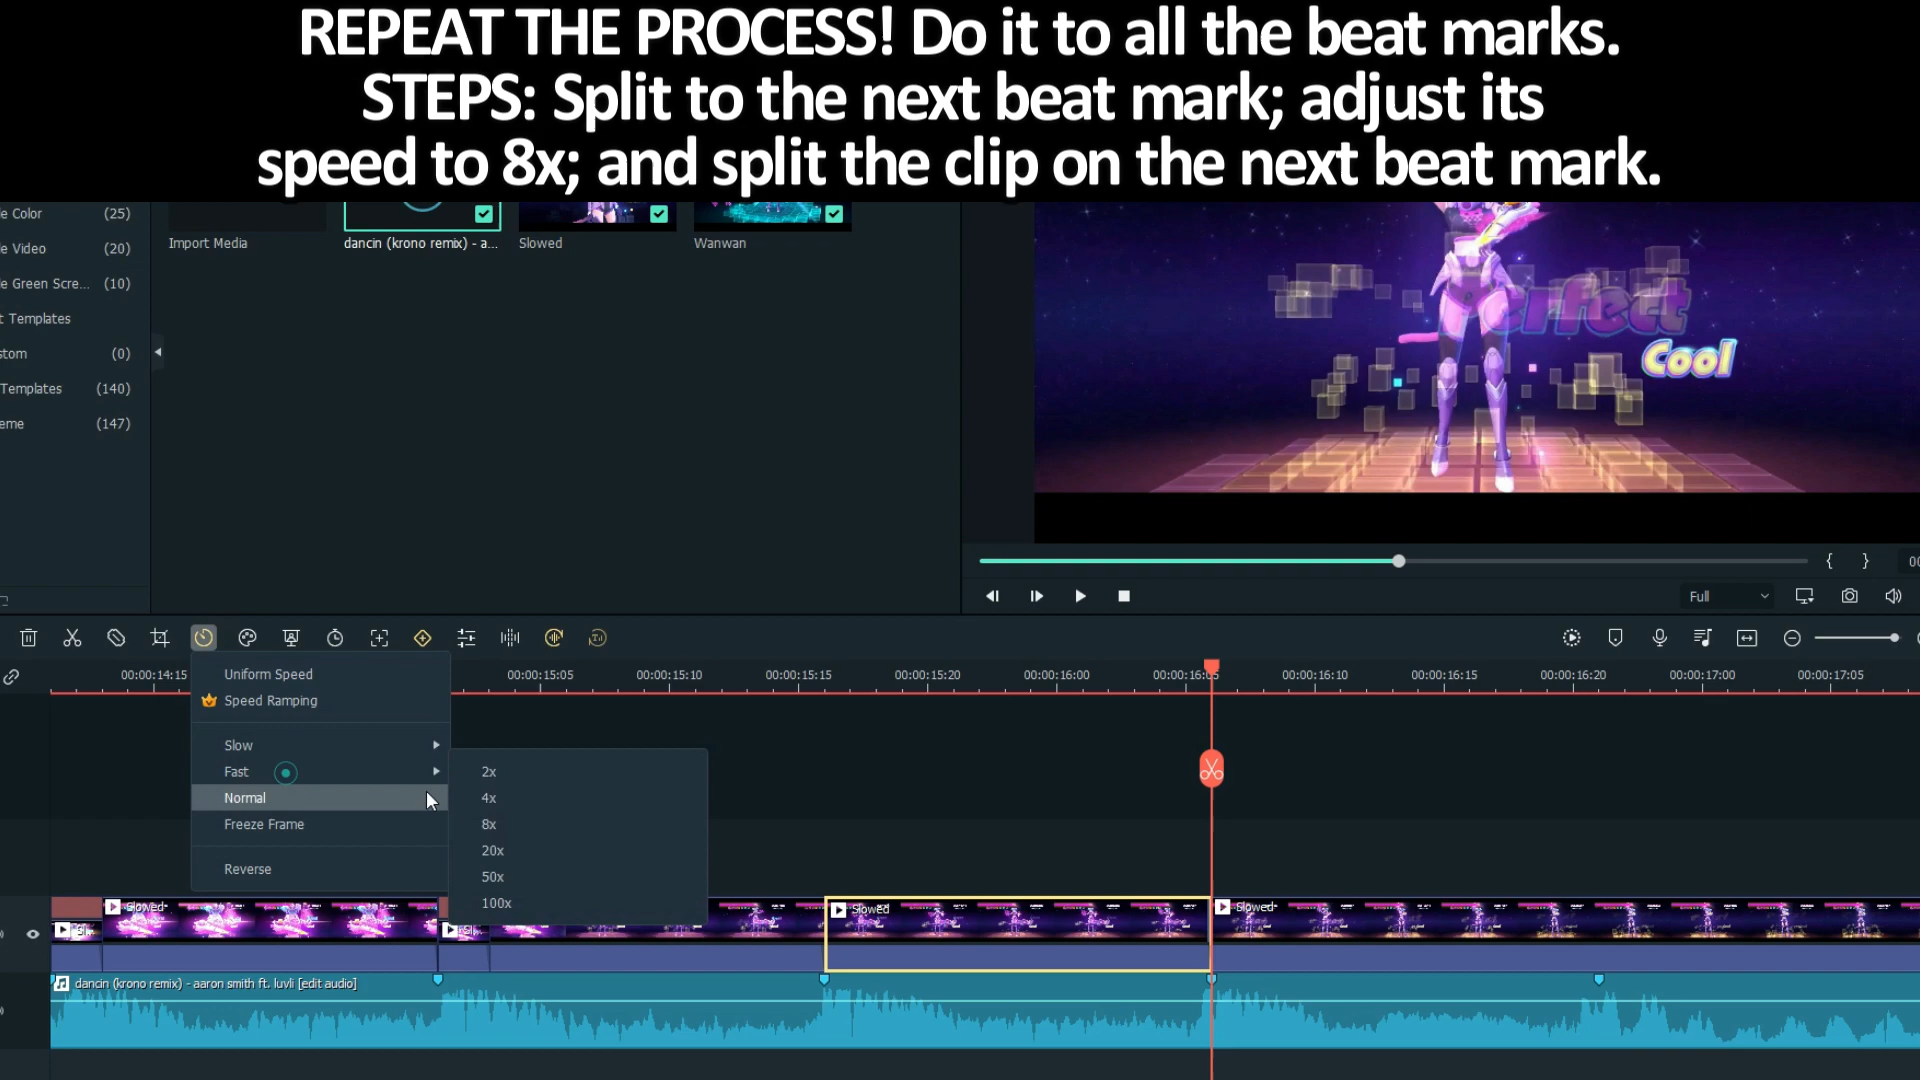 REPEAT THE PROCESS! Do it to all the beat marks.
STEPS: Split to the next beat mark; adjust its
speed to 8x; and split the clip on the next beat mark.
e Color (25)
e Video (20)
e Green Scre... (10)
t Templates
stom (0)
Templates (140)
eme (147)
Import Media
dancin (krono remix) - a...
Slowed
Wanwan
erfect
Cool
Full
00:00:14:15
00:00:15:05
00:00:15:10
00:00:15:15
00:00:15:20
00:00:16:00
00:00:16:05
00:00:16:10
00:00:16:15
00:00:16:20
00:00:17:00
00:00:17:05
Uniform Speed
Speed Ramping
Slow
Fast
Normal
Freeze Frame
Reverse
2x
4x
8x
20x
50x
100x
Slowed
Slowed
Slowed
dancin (krono remix) - aaron smith ft. luvli [edit audio]